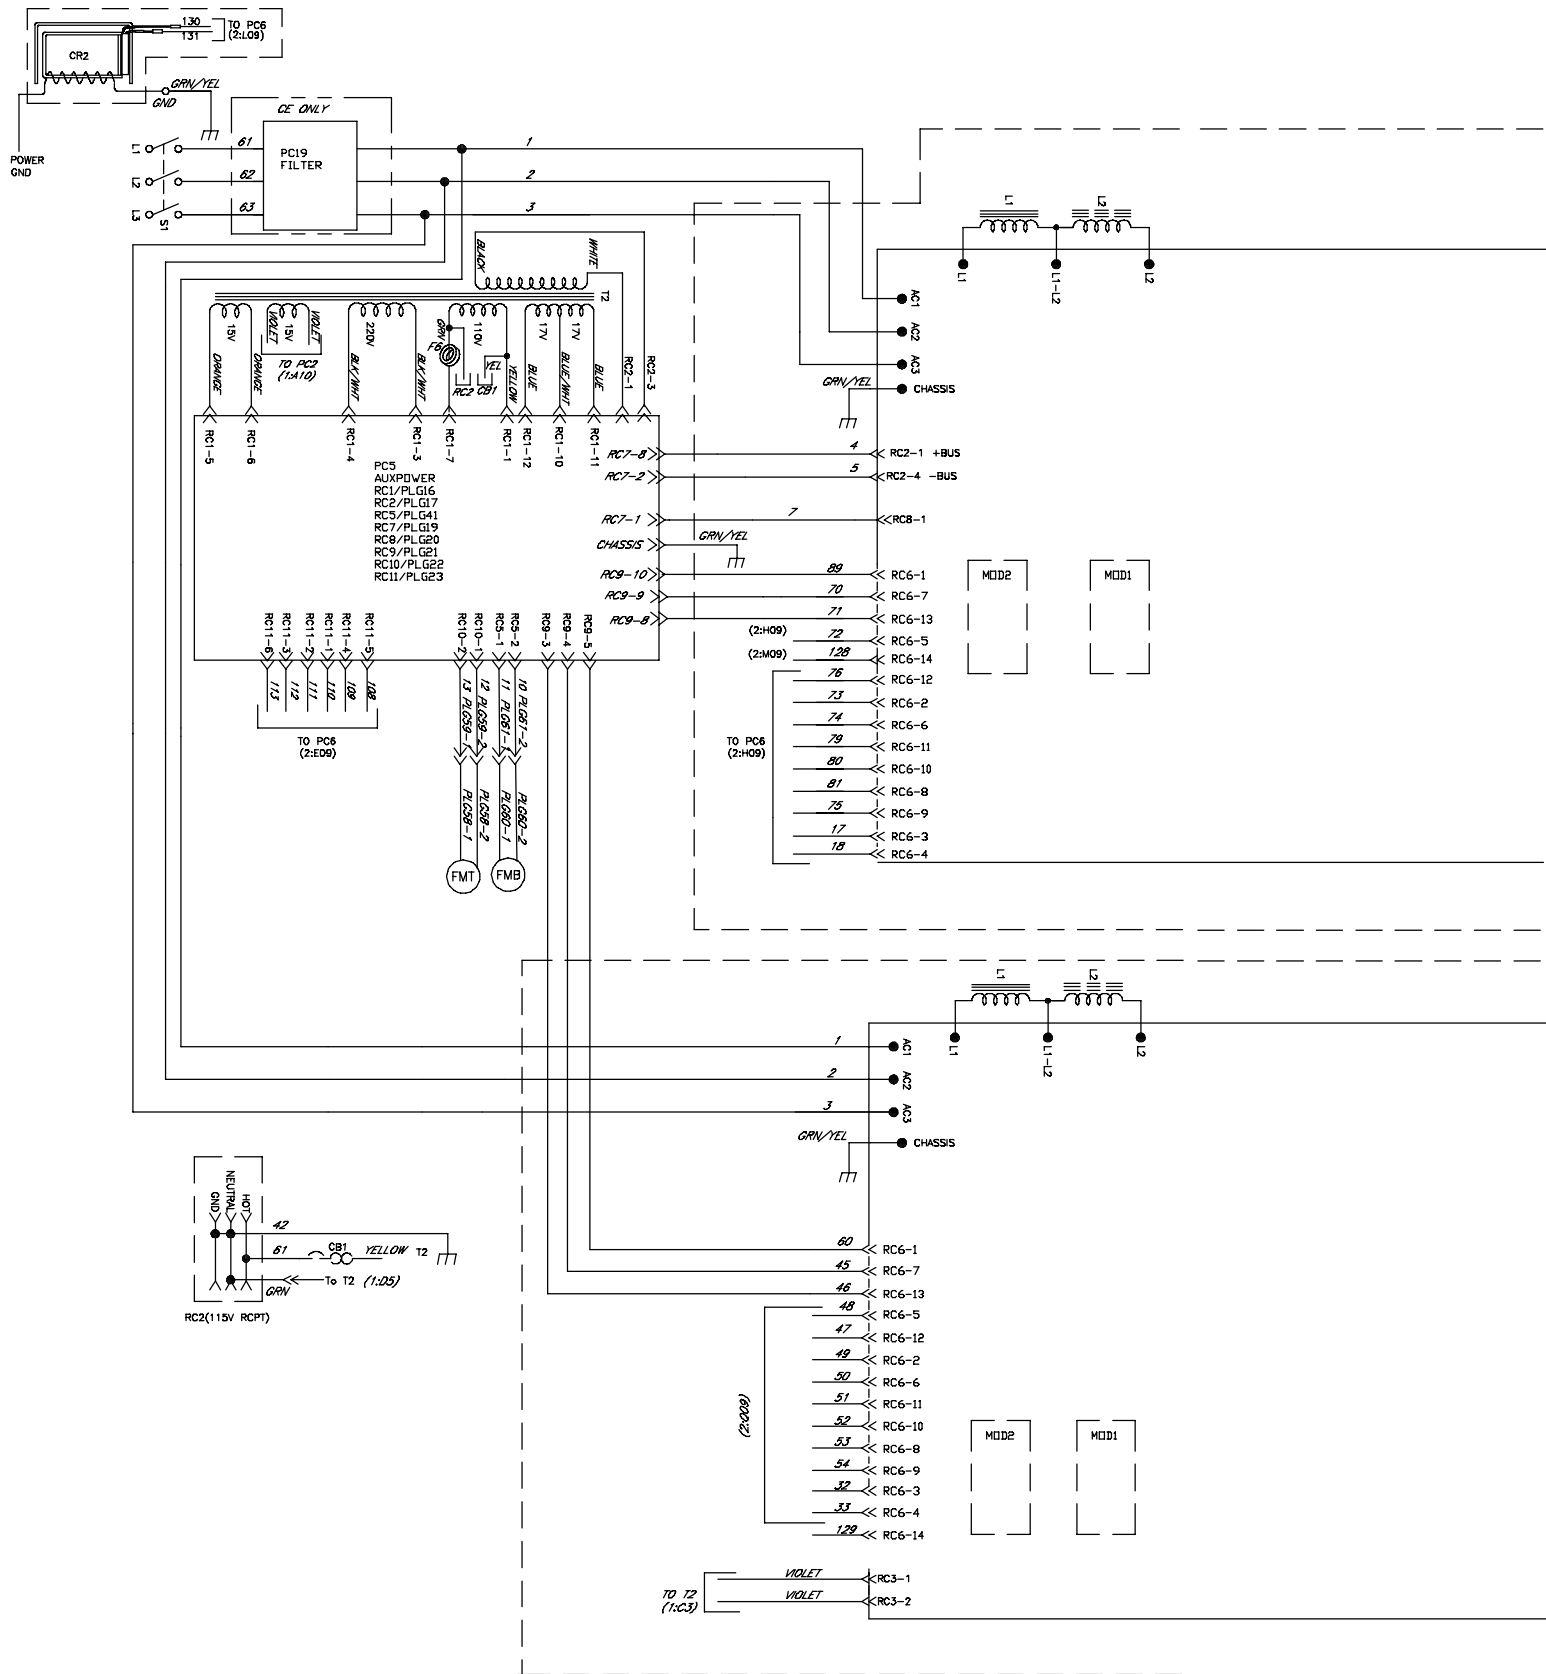 130
131
TO PC6
(2:L09)
CR2
GRN/YEL
GND
POWER
GND
CE ONLY
L1
L2
L3
S1
61
62
63
PC19
FILTER
1
2
3
L1
L2
L1
L1-L2
L2
AC1
AC2
AC3
GRN/YEL
CHASSIS
BLACK
WHITE
T2
15V
VIOLET
15V
VIOLET
220V
GRN
110V
17V
17V
F6
ORANGE
ORANGE
TO PC2
(1:A10)
BLK/WHT
BLK/WHT
RC2
CB1
YEL
YELLOW
BLUE
BLUE/WHT
BLUE
RC2-1
RC2-3
RC1-5
RC1-6
RC1-4
RC1-3
RC1-7
RC1-1
RC1-12
RC1-10
RC1-11
PC5
AUXPOWER
RC1/PLG16
RC2/PLG17
RC5/PLG41
RC7/PLG19
RC8/PLG20
RC9/PLG21
RC10/PLG22
RC11/PLG23
RC7-8
RC7-2
RC7-1
CHASSIS
RC9-10
RC9-9
RC9-8
4
RC2-1 +BUS
5
RC2-4 -BUS
7
RC8-1
GRN/YEL
89
RC6-1
70
RC6-7
71
RC6-13
(2:H09)
72
RC6-5
(2:M09)
128
RC6-14
76
RC6-12
73
RC6-2
74
RC6-6
79
RC6-11
TO PC6
(2:H09)
80
RC6-10
81
RC6-8
75
RC6-9
17
RC6-3
18
RC6-4
MOD2
MOD1
RC11-6
RC11-3
RC11-2
RC11-1
RC11-4
RC11-5
RC10-2
RC10-1
RC5-1
RC5-2
RC9-3
RC9-4
RC9-5
113
112
111
110
109
108
TO PC6
(2:E09)
13 PLG59-1
12 PLG59-2
11 PLG61-1
10 PLG61-2
PLG58-1
PLG58-2
PLG60-1
PLG60-2
FMT
FMB
L1
L2
L1
L1-L2
L2
1
AC1
2
AC2
3
AC3
GRN/YEL
CHASSIS
GND
NEUTRAL
HOT
42
61
CB1
YELLOW T2
To T2 (1:D5)
GRN
RC2(115V RCPT)
60
RC6-1
45
RC6-7
46
RC6-13
48
RC6-5
47
RC6-12
49
RC6-2
50
RC6-6
51
RC6-11
(2:009)
52
RC6-10
53
RC6-8
54
RC6-9
32
RC6-3
33
RC6-4
129
RC6-14
MOD2
MOD1
TO T2
(1:C3)
VIOLET
RC3-1
VIOLET
RC3-2